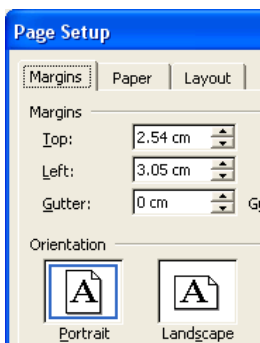 Page Setup
Margins Paper Layout
Margins
Top: 2.54 cm
Left: 3.05 cm
Gutter: 0 cm
Orientation
A A
Portrait Landscape